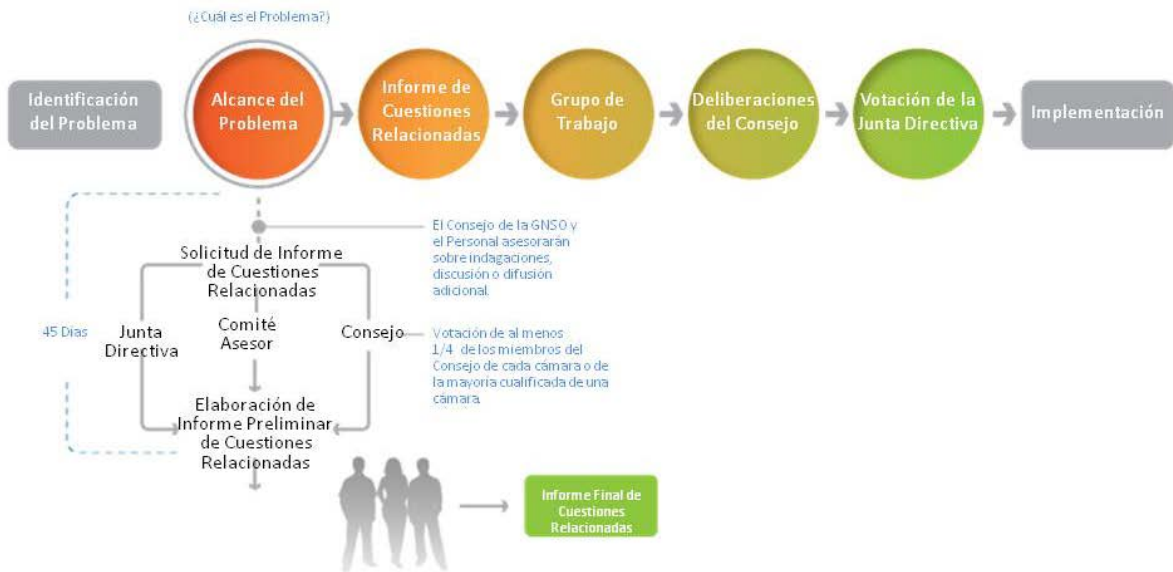 (¿Cuál es el Problema?)
Identificación
del Problema
Alcance del
Problema
Informe de
Cuestiones
Relacionadas
Grupo de
Trabajo
Deliberaciones
del Consejo
Votación de la
Junta Directiva
Implementación
El Consejo de la GNSO y
el Personal asesorarán
sobre indagaciones,
discusión o difusión
adicional.
Solicitud de Informe
de Cuestiones
Relacionadas
45 Días
Junta
Directiva
Comité
Asesor
Consejo
Votación de al menos
1/4 de los miembros del
Consejo de cada cámara o de
la mayoría cualificada de una
cámara.
Elaboración de
Informe Preliminar
de Cuestiones
Relacionadas
Informe Final de
Cuestiones
Relacionadas